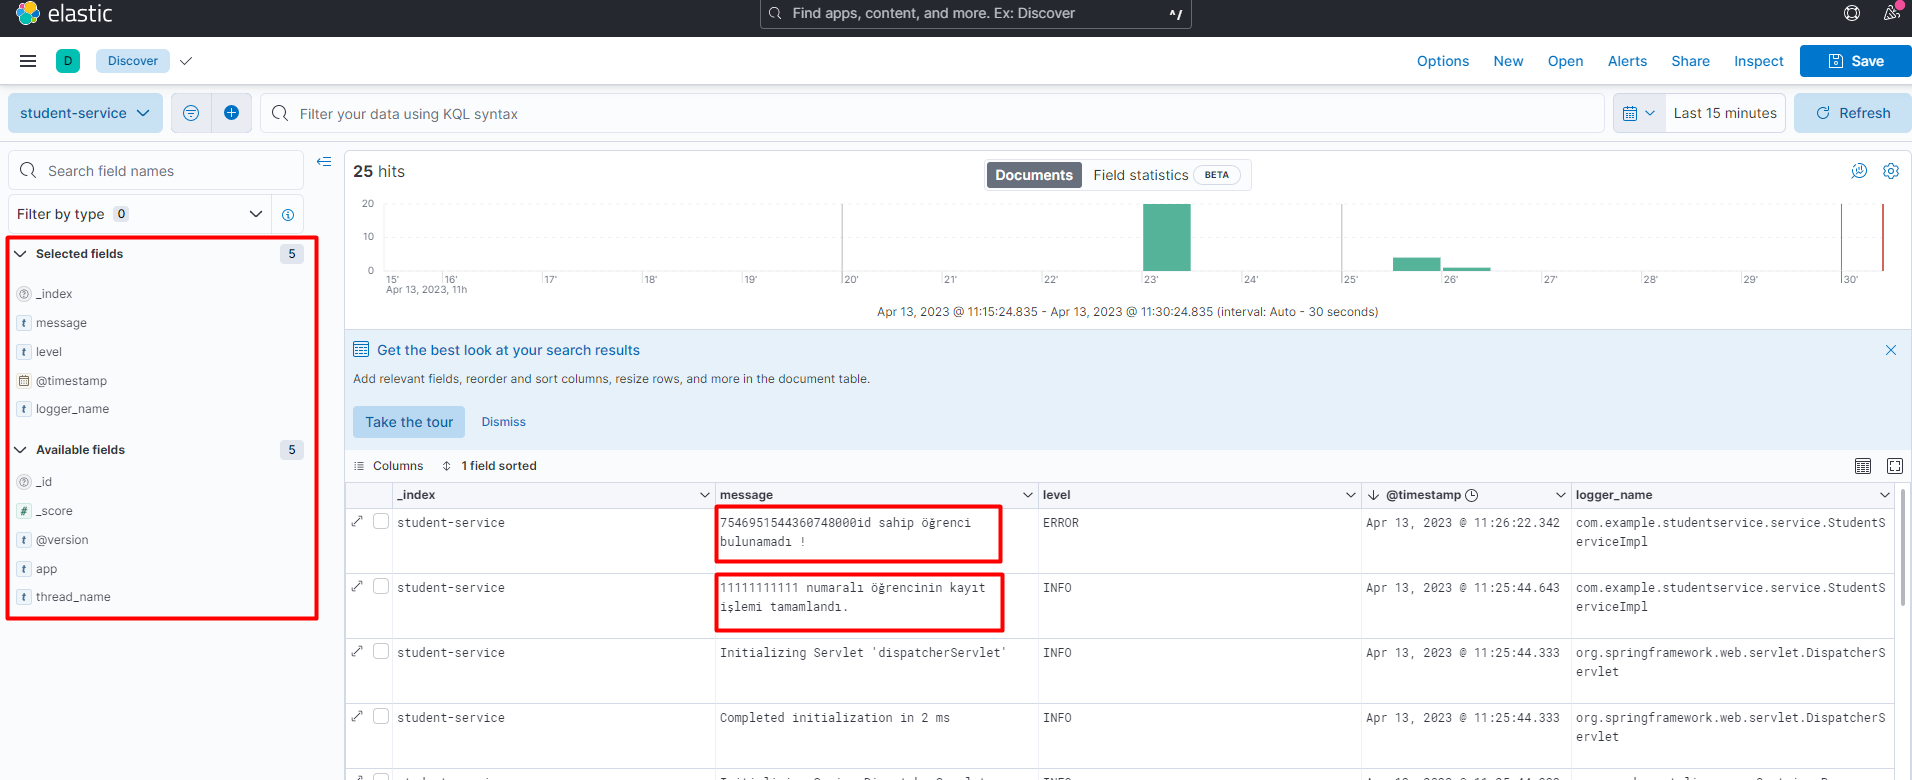 elastic
Find apps, content, and more. Ex: Discover ^/
D Discover Options New Open Alerts Share Inspect Save
student-service Filter your data using KQL syntax Last 15 minutes Refresh
Search field names
Filter by type 0
Selected fields 5
_index
message
level
@timestamp
logger_name
Available fields 5
_id
_score
@version
app
thread_name
25 hits
Documents Field statistics BETA
20
10
0
15' 16' 17' 18' 19' 20' 21' 22' 23' 24' 25' 26' 27' 28' 29' 30'
Apr 13, 2023, 11h
Apr 13, 2023 @ 11:15:24.835 - Apr 13, 2023 @ 11:30:24.835 (interval: Auto - 30 seconds)
Get the best look at your search results
Add relevant fields, reorder and sort columns, resize rows, and more in the document table.
Take the tour Dismiss
Columns 1 field sorted
_index message level @timestamp logger_name
student-service 7546951544360748000id sahip öğrenci ERROR Apr 13, 2023 @ 11:26:22.342 com.example.studentservice.service.StudentS
bulunamadı ! erviceImpl
student-service 11111111111 numaralı öğrencinin kayıt INFO Apr 13, 2023 @ 11:25:44.643 com.example.studentservice.service.StudentS
işlemi tamamlandı. erviceImpl
student-service Initializing Servlet 'dispatcherServlet' INFO Apr 13, 2023 @ 11:25:44.333 org.springframework.web.servlet.DispatcherS
ervlet
student-service Completed initialization in 2 ms INFO Apr 13, 2023 @ 11:25:44.333 org.springframework.web.servlet.DispatcherS
ervlet